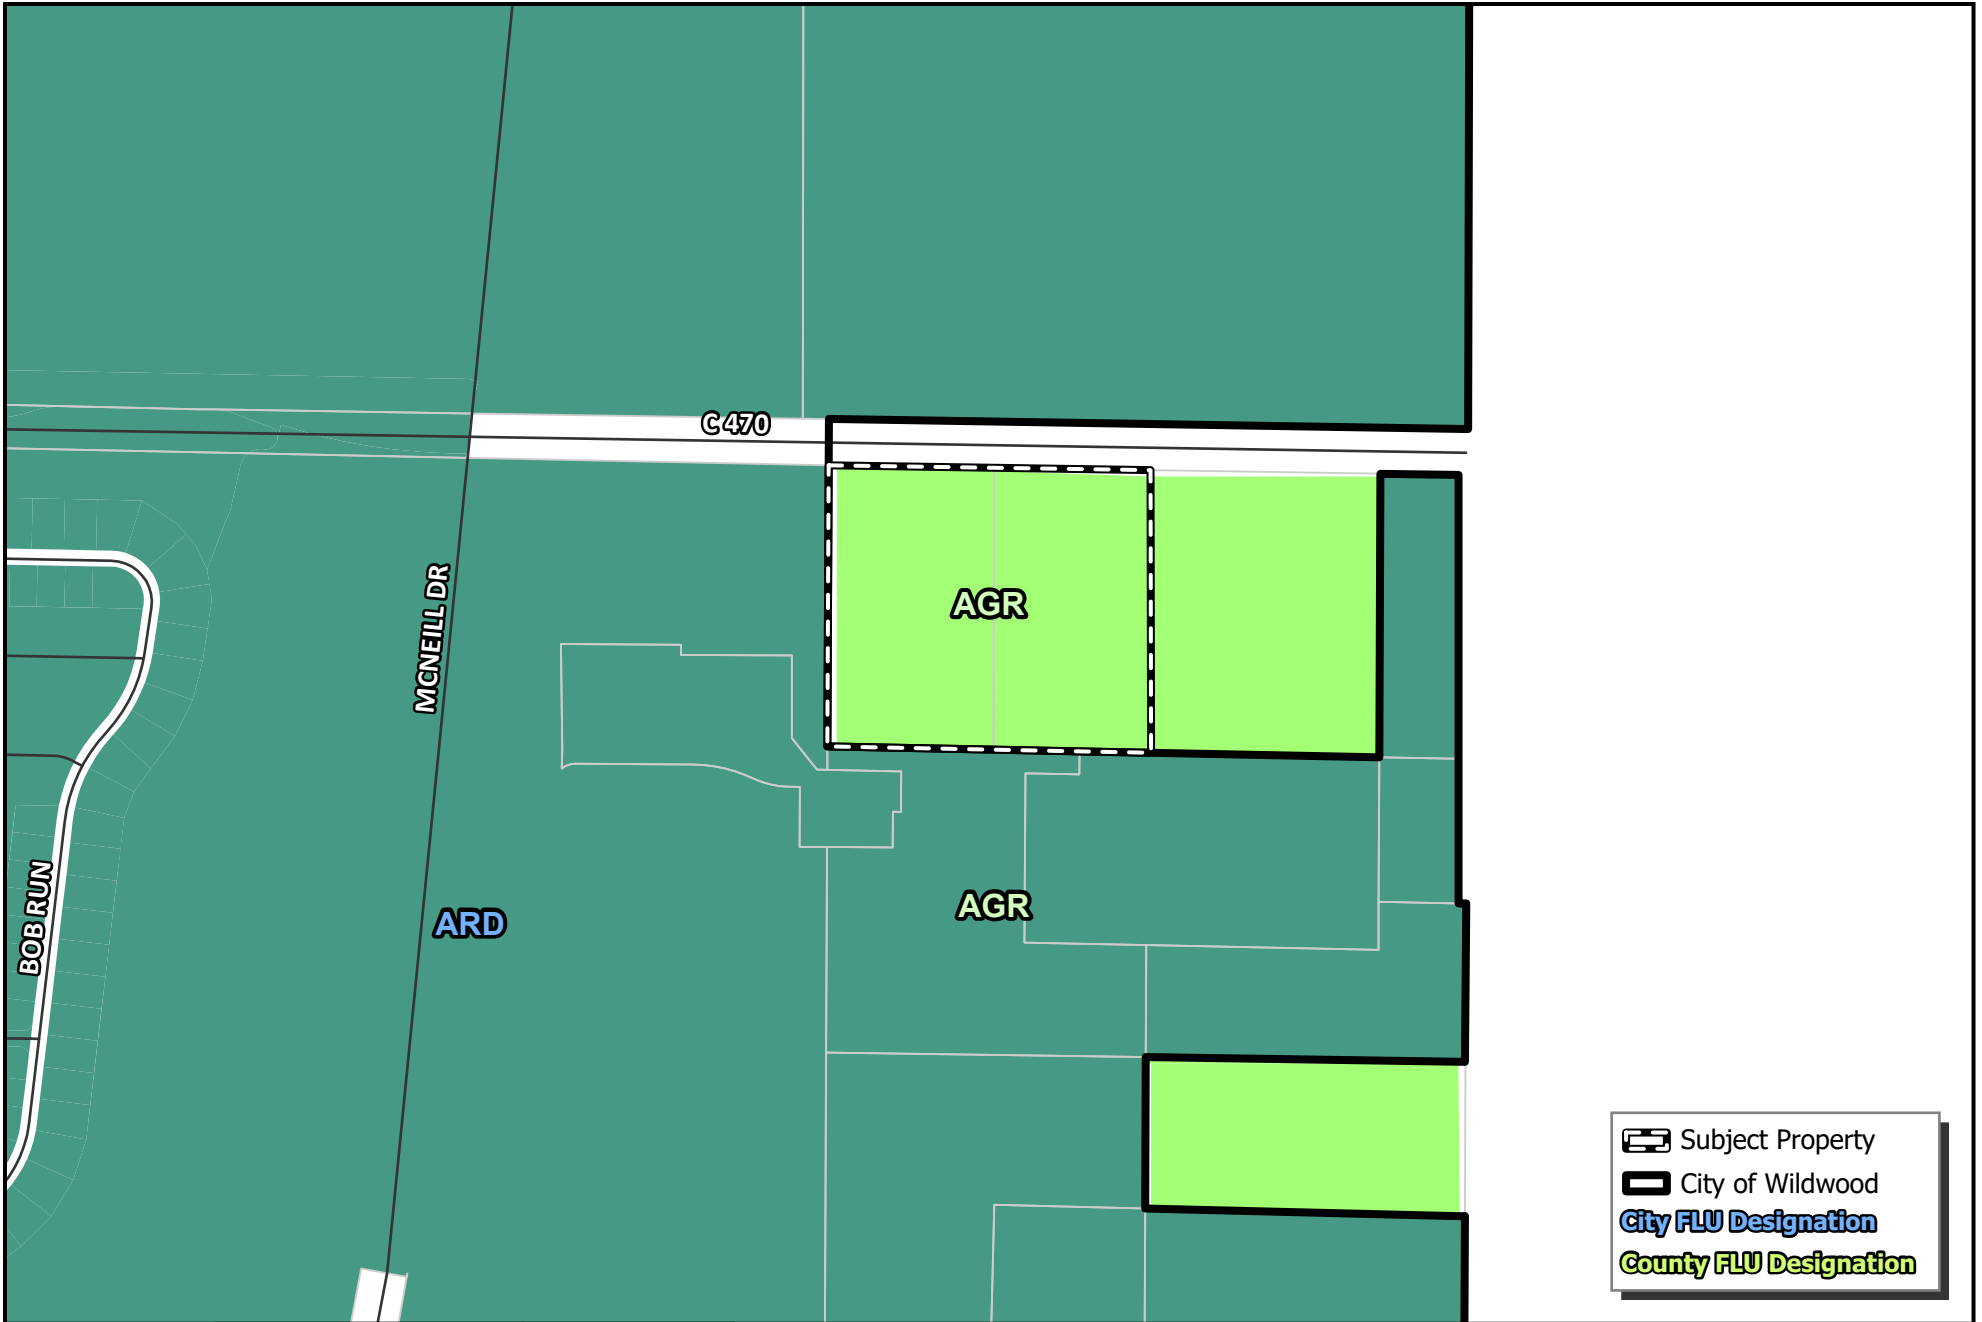 C 470
MCNEILL DR
AGR
BOB RUN
ARD
AGR
Subject Property
City of Wildwood
City FLU Designation
County FLU Designation